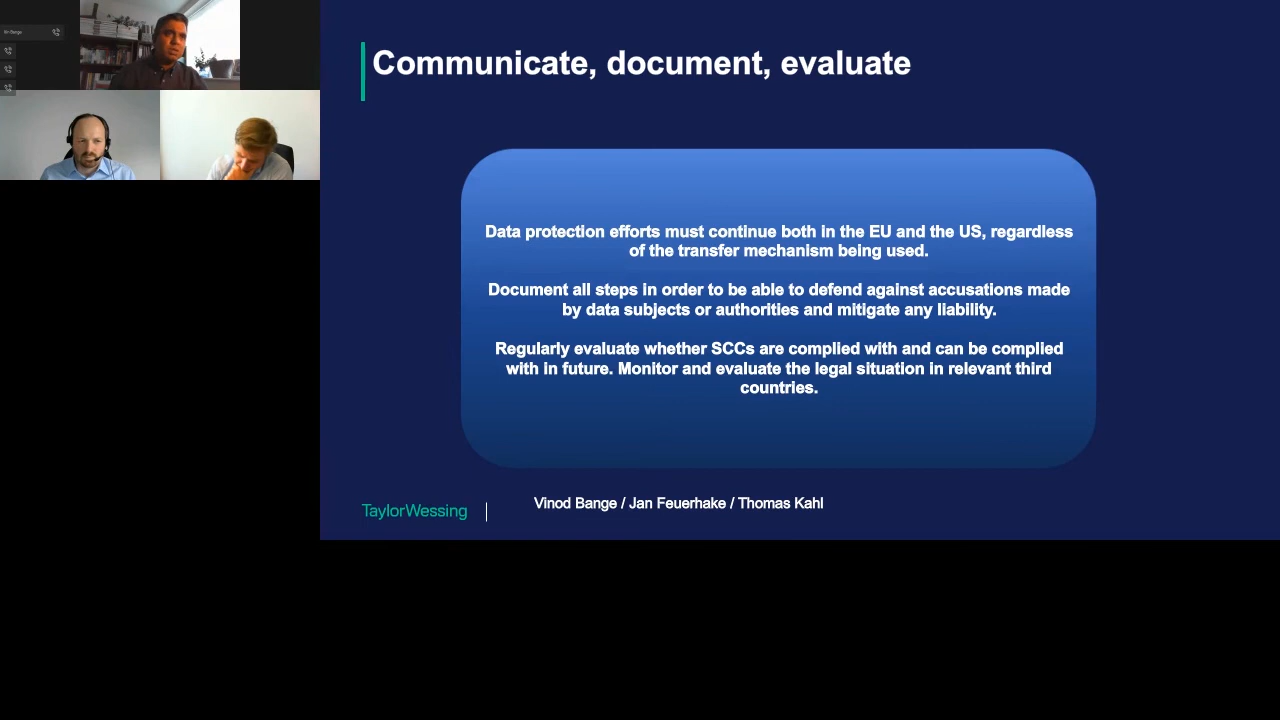 Communicate, document, evaluate
Data protection efforts must continue both in the EU and the US, regardless
of the transfer mechanism being used.
Document all steps in order to be able to defend against accusations made
by data subjects or authorities and mitigate any liability.
Regularly evaluate whether SCCs are complied with and can be complied
with in future. Monitor and evaluate the legal situation in relevant third
countries.
TaylorWessing
Vinod Bange / Jan Feuerhake / Thomas Kahl